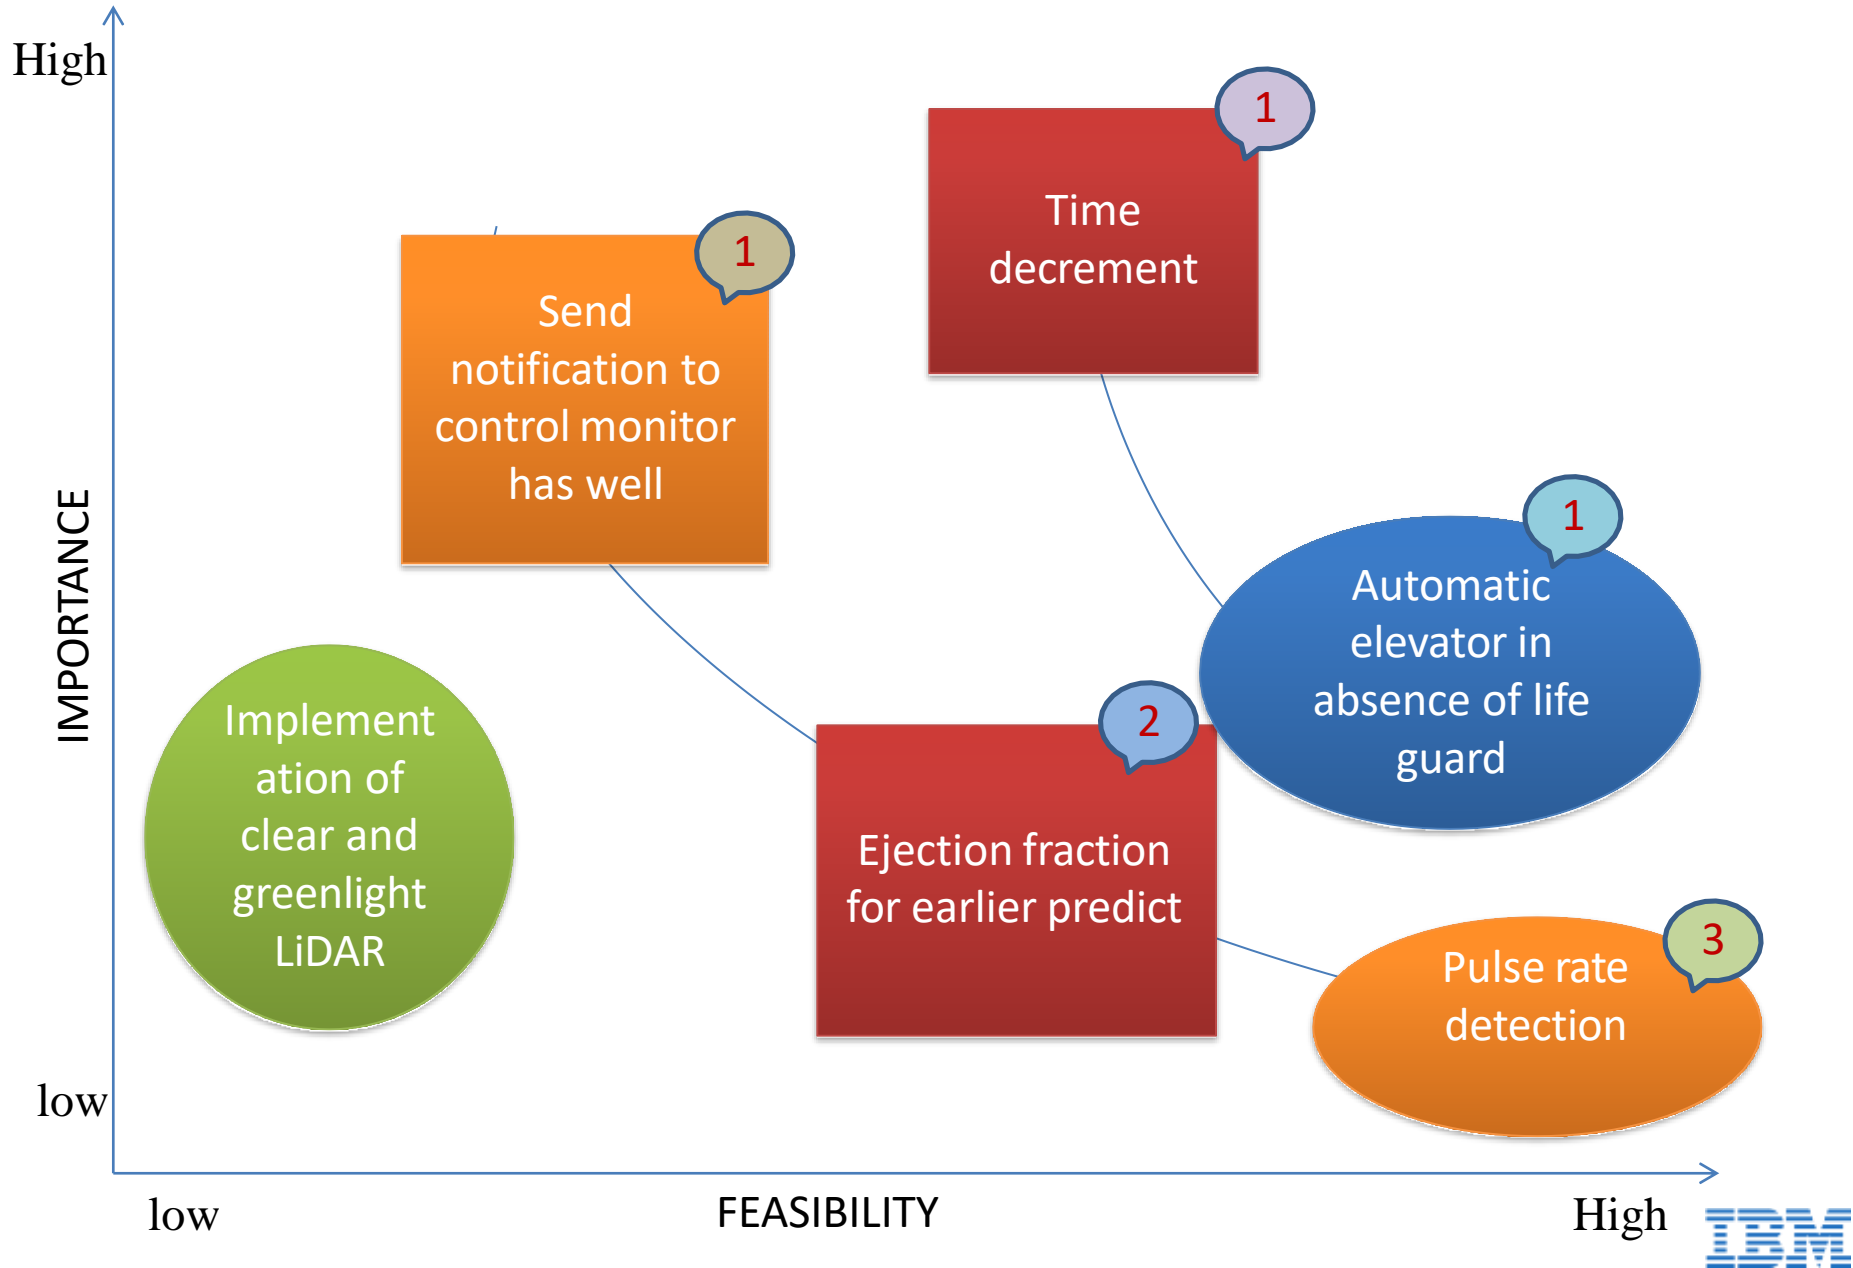 High
1
Time
decrement
1
Send
notification to
control monitor
has well
1
Automatic
elevator in
absence of life
guard
IMPORTANCE
Implement
ation of
clear and
greenlight
LiDAR
2
Ejection fraction
for earlier predict
3
Pulse rate
detection
low
low
FEASIBILITY
High
IBM